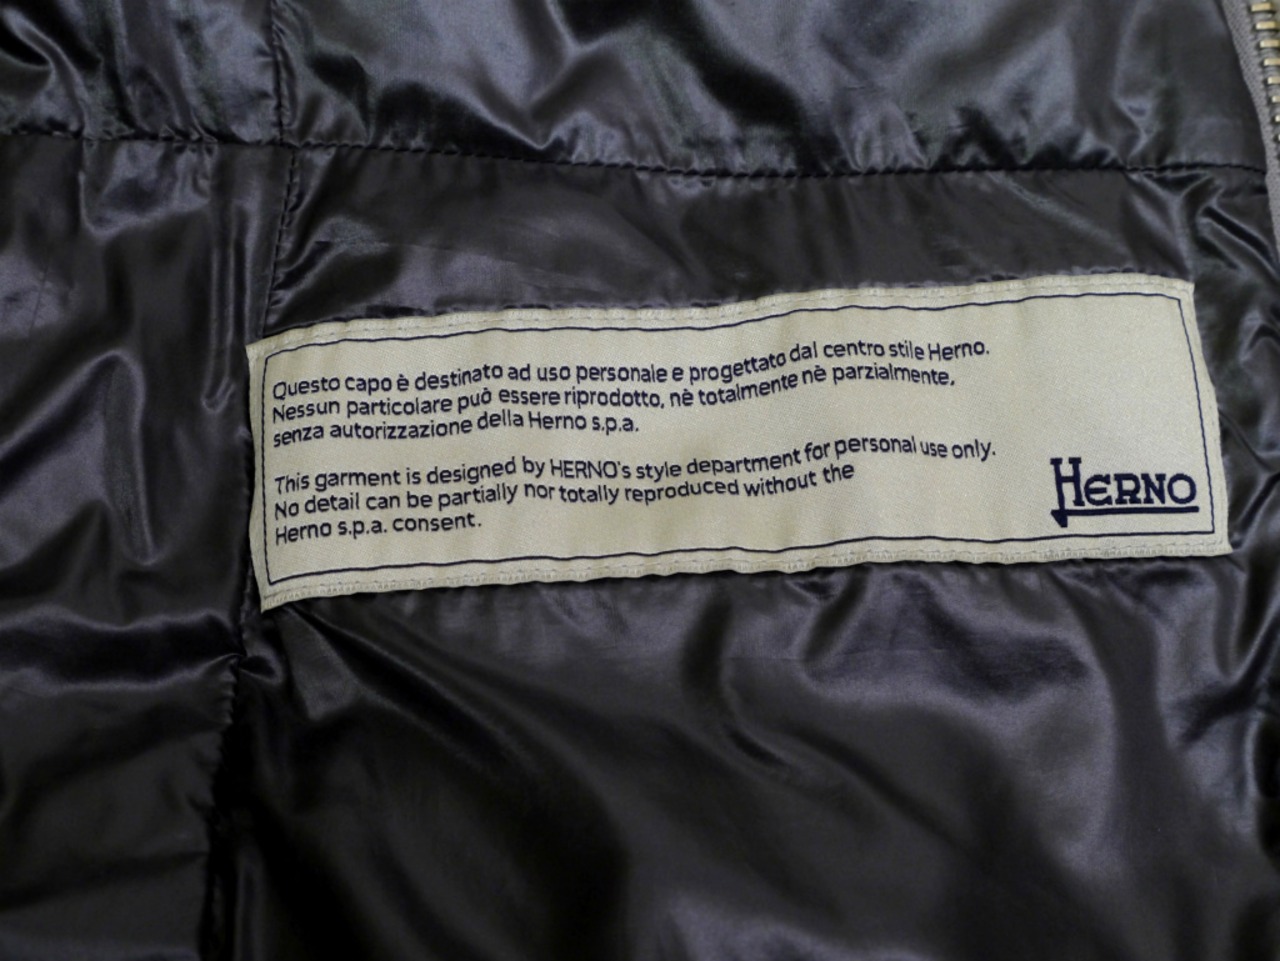 Questo capo è destinato ad uso personale e progettato dal centro stile Herno.
Nessun particolare può essere riprodotto, nè totalmente nè parzialmente,
senza autorizzazione della Herno s.p.a.
This garment is designed by HERNO's style department for personal use only.
No detail can be partially nor totally reproduced without the
Herno s.p.a. consent.
HERNO